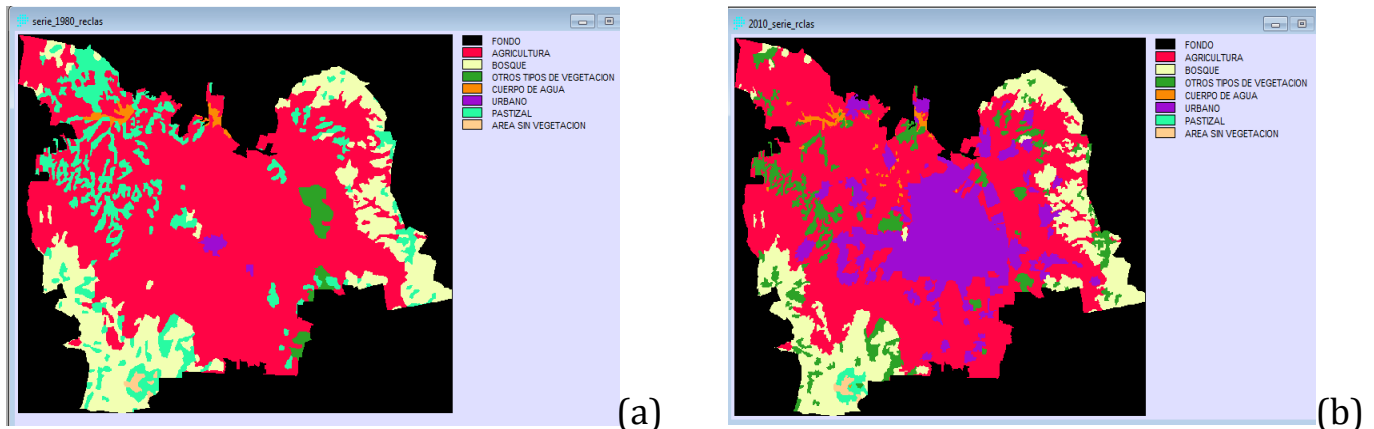 serie_1980_reclas
FONDO
AGRICULTURA
BOSQUE
OTROS TIPOS DE VEGETACION
CUERPO DE AGUA
URBANO
PASTIZAL
AREA SIN VEGETACION
(a)
2010_serie_rclas
FONDO
AGRICULTURA
BOSQUE
OTROS TIPOS DE VEGETACION
CUERPO DE AGUA
URBANO
PASTIZAL
AREA SIN VEGETACION
(b)